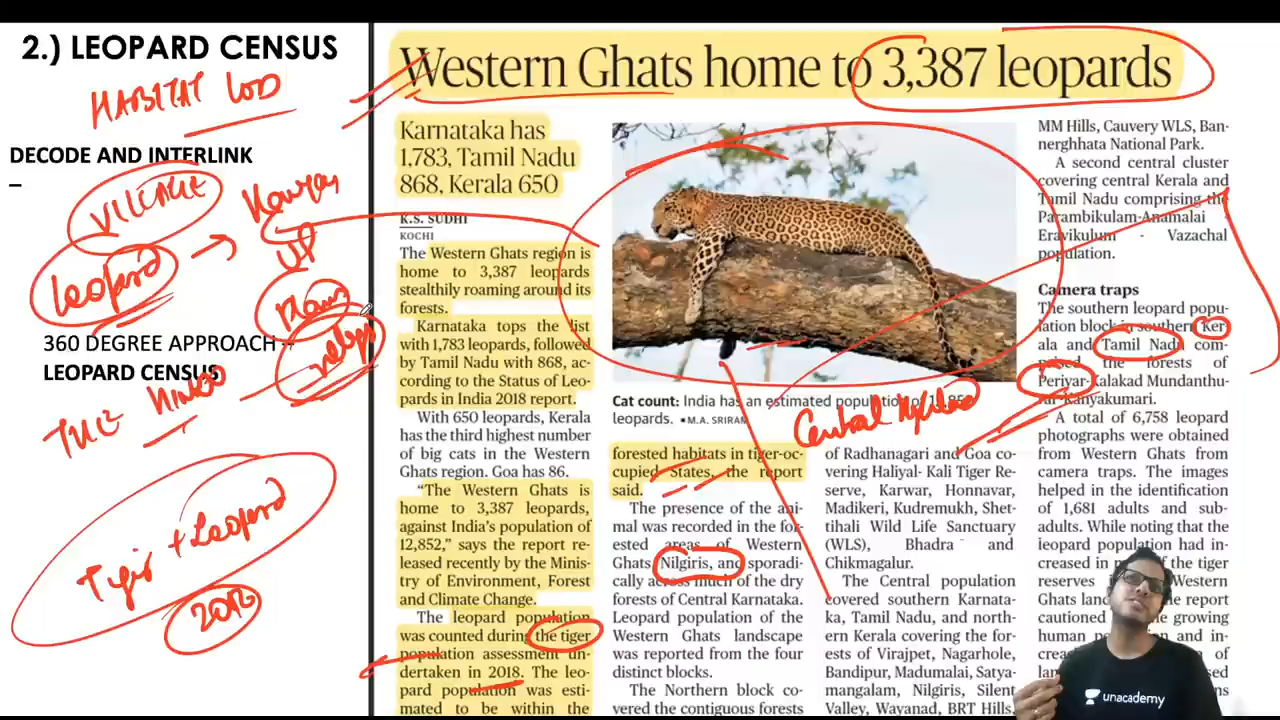 2.) LEOPARD CENSUS
HABITAT LOD
DECODE AND INTERLINK
–
VILLAGE
Leopard
UP
360 DEGREE APPROACH –
LEOPARD CENSUS
THE HINDU
Tiger + Leopard
2018
Western Ghats home to 3,387 leopards
Karnataka has
1,783, Tamil Nadu
868, Kerala 650
K.S. SUDHI
KOCHI
The Western Ghats region is
home to 3,387 leopards
stealthily roaming around its
forests.
Karnataka tops the list
with 1,783 leopards, followed
by Tamil Nadu with 868, ac-
cording to the Status of Leo-
pards in India 2018 report.
With 650 leopards, Kerala
has the third highest number
of big cats in the Western
Ghats region. Goa has 86.
"The Western Ghats is
home to 3,387 leopards,
against India's population of
12,852," says the report re-
leased recently by the Minis-
try of Environment, Forest
and Climate Change.
The leopard population
was counted during the tiger
population assessment un-
dertaken in 2018. The leo-
pard population was esti-
mated to be within the
Cat count: India has an estimated population of
leopards. ■ M.A. SRIRAM
Central
forested habitats in tiger-oc-
cupied States, the report
said.
The presence of the ani-
mal was recorded in the for-
ested areas of Western
Ghats, Nilgiris, and sporadi-
cally across much of the dry
forests of Central Karnataka.
Leopard population of the
Western Ghats landscape
was reported from the four
distinct blocks.
The Northern block co-
vered the contiguous forests
of Radhanagari and Goa co-
vering Haliyal- Kali Tiger Re-
serve, Karwar, Honnavar,
Madikeri, Kudremukh, Shet-
tihali Wild Life Sanctuary
(WLS), Bhadra and
Chikmagalur.
The Central population
covered southern Karnata-
ka, Tamil Nadu, and north-
ern Kerala covering the for-
ests of Virajpet, Nagarhole,
Bandipur, Madumalai, Satya-
mangalam, Nilgiris, Silent
Valley, Wayanad, BRT Hills,
MM Hills, Cauvery WLS, Ban-
nerghhata National Park.
A second central cluster
covering central Kerala and
Tamil Nadu comprising the
Parambikulam-Anamalai -
Eravikulum - Vazachal
population.
Camera traps
The southern leopard popu-
lation block in southern Ker-
ala and Tamil Nadu com-
prised the forests of
Periyar-Kalakad Mundanthu-
rai-Kanyakumari.
A total of 6,758 leopard
photographs were obtained
from Western Ghats from
camera traps. The images
helped in the identification
of 1,681 adults and sub-
adults. While noting that the
leopard population had in-
creased in of the tiger
reserves Western
Ghats report
cautioned growing
human and in-
unacademy